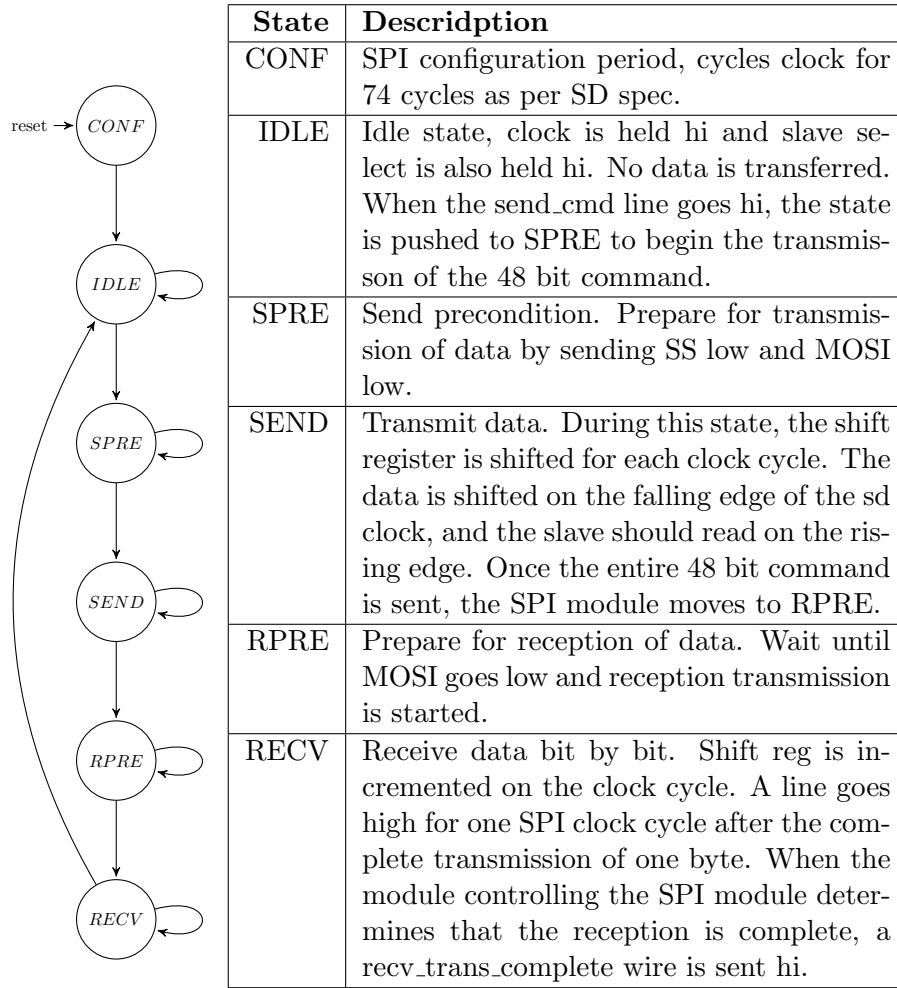 reset
CONF
IDLE
SPRE
SEND
RPRE
RECV
State Descridption
CONF SPI configuration period, cycles clock for
74 cycles as per SD spec.
IDLE Idle state, clock is held hi and slave se-
lect is also held hi. No data is transferred.
When the send_cmd line goes hi, the state
is pushed to SPRE to begin the transmis-
son of the 48 bit command.
SPRE Send precondition. Prepare for transmis-
sion of data by sending SS low and MOSI
low.
SEND Transmit data. During this state, the shift
register is shifted for each clock cycle. The
data is shifted on the falling edge of the sd
clock, and the slave should read on the ris-
ing edge. Once the entire 48 bit command
is sent, the SPI module moves to RPRE.
RPRE Prepare for reception of data. Wait until
MOSI goes low and reception transmission
is started.
RECV Receive data bit by bit. Shift reg is in-
cremented on the clock cycle. A line goes
high for one SPI clock cycle after the com-
plete transmission of one byte. When the
module controlling the SPI module deter-
mines that the reception is complete, a
recv_trans_complete wire is sent hi.